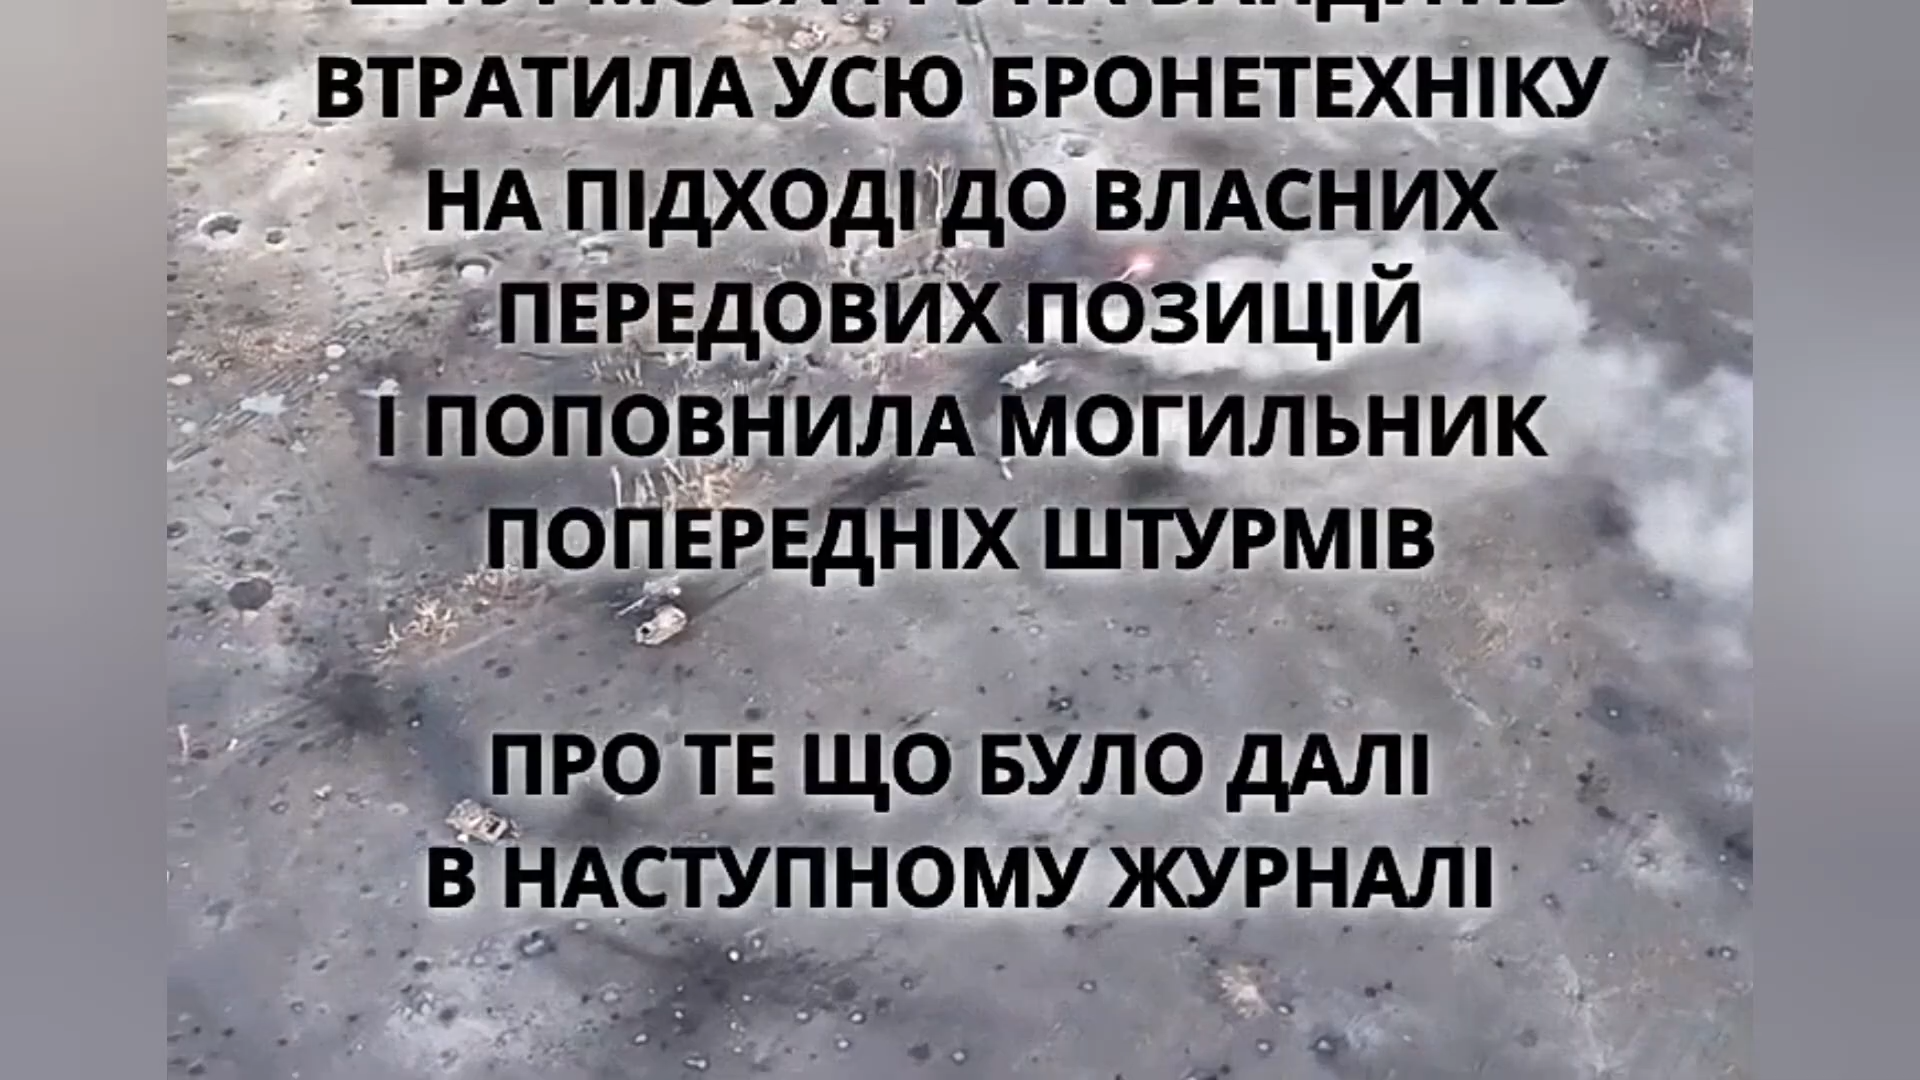 ВТРАТИЛА УСЮ БРОНЕТЕХНІКУ
НА ПІДХОДІ ДО ВЛАСНИХ
ПЕРЕДОВИХ ПОЗИЦІЙ
І ПОПОВНИЛА МОГИЛЬНИК
ПОПЕРЕДНІХ ШТУРМІВ
ПРО ТЕ ЩО БУЛО ДАЛІ
В НАСТУПНОМУ ЖУРНАЛІ